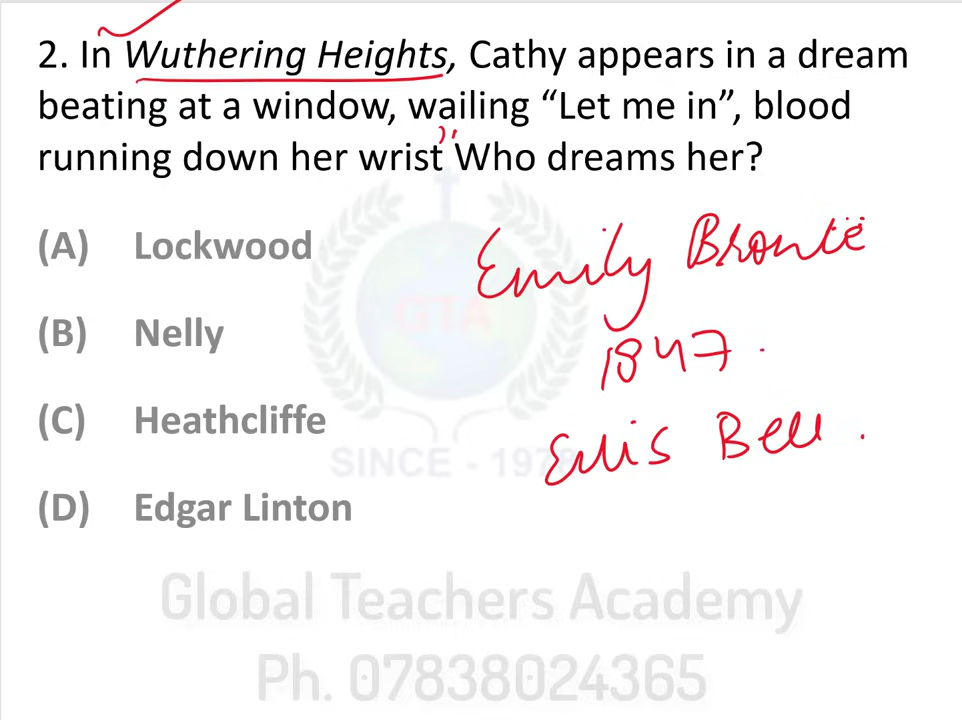 2. In Wuthering Heights, Cathy appears in a dream
beating at a window, wailing “Let me in”, blood
running down her wrist Who dreams her?
(A) Lockwood
(B) Nelly
(C) Heathcliffe
(D) Edgar Linton
Emily Brontë
1847.
Ellis Bell.
GTA
SINCE - 1978
Global Teachers Academy
Ph. 07838024365